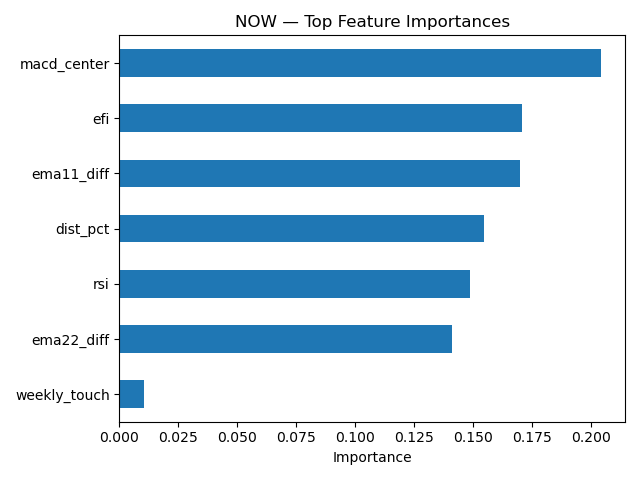 NOW — Top Feature Importances
macd_center
efi
ema11_diff
dist_pct
rsi
ema22_diff
weekly_touch
0.000 0.025 0.050 0.075 0.100 0.125 0.150 0.175 0.200
Importance